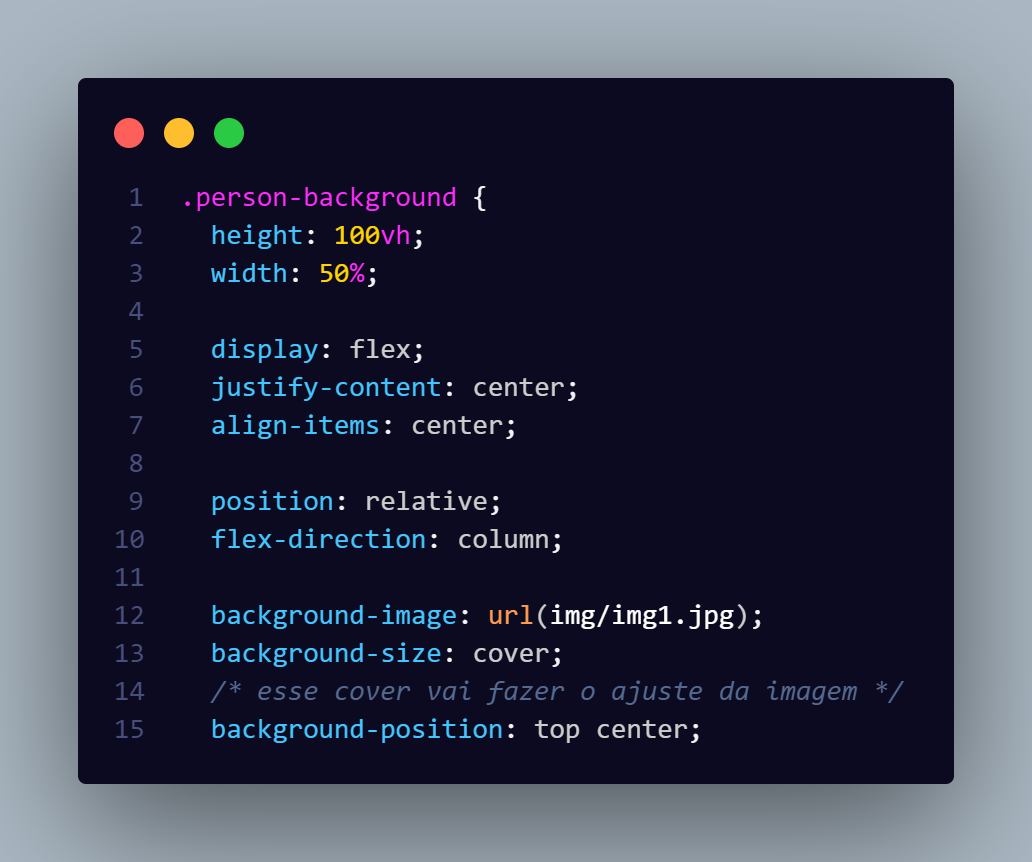 1 .person-background {
2 height: 100vh;
3 width: 50%;
4
5 display: flex;
6 justify-content: center;
7 align-items: center;
8
9 position: relative;
10 flex-direction: column;
11
12 background-image: url(img/img1.jpg);
13 background-size: cover;
14 /* esse cover vai fazer o ajuste da imagem */
15 background-position: top center;